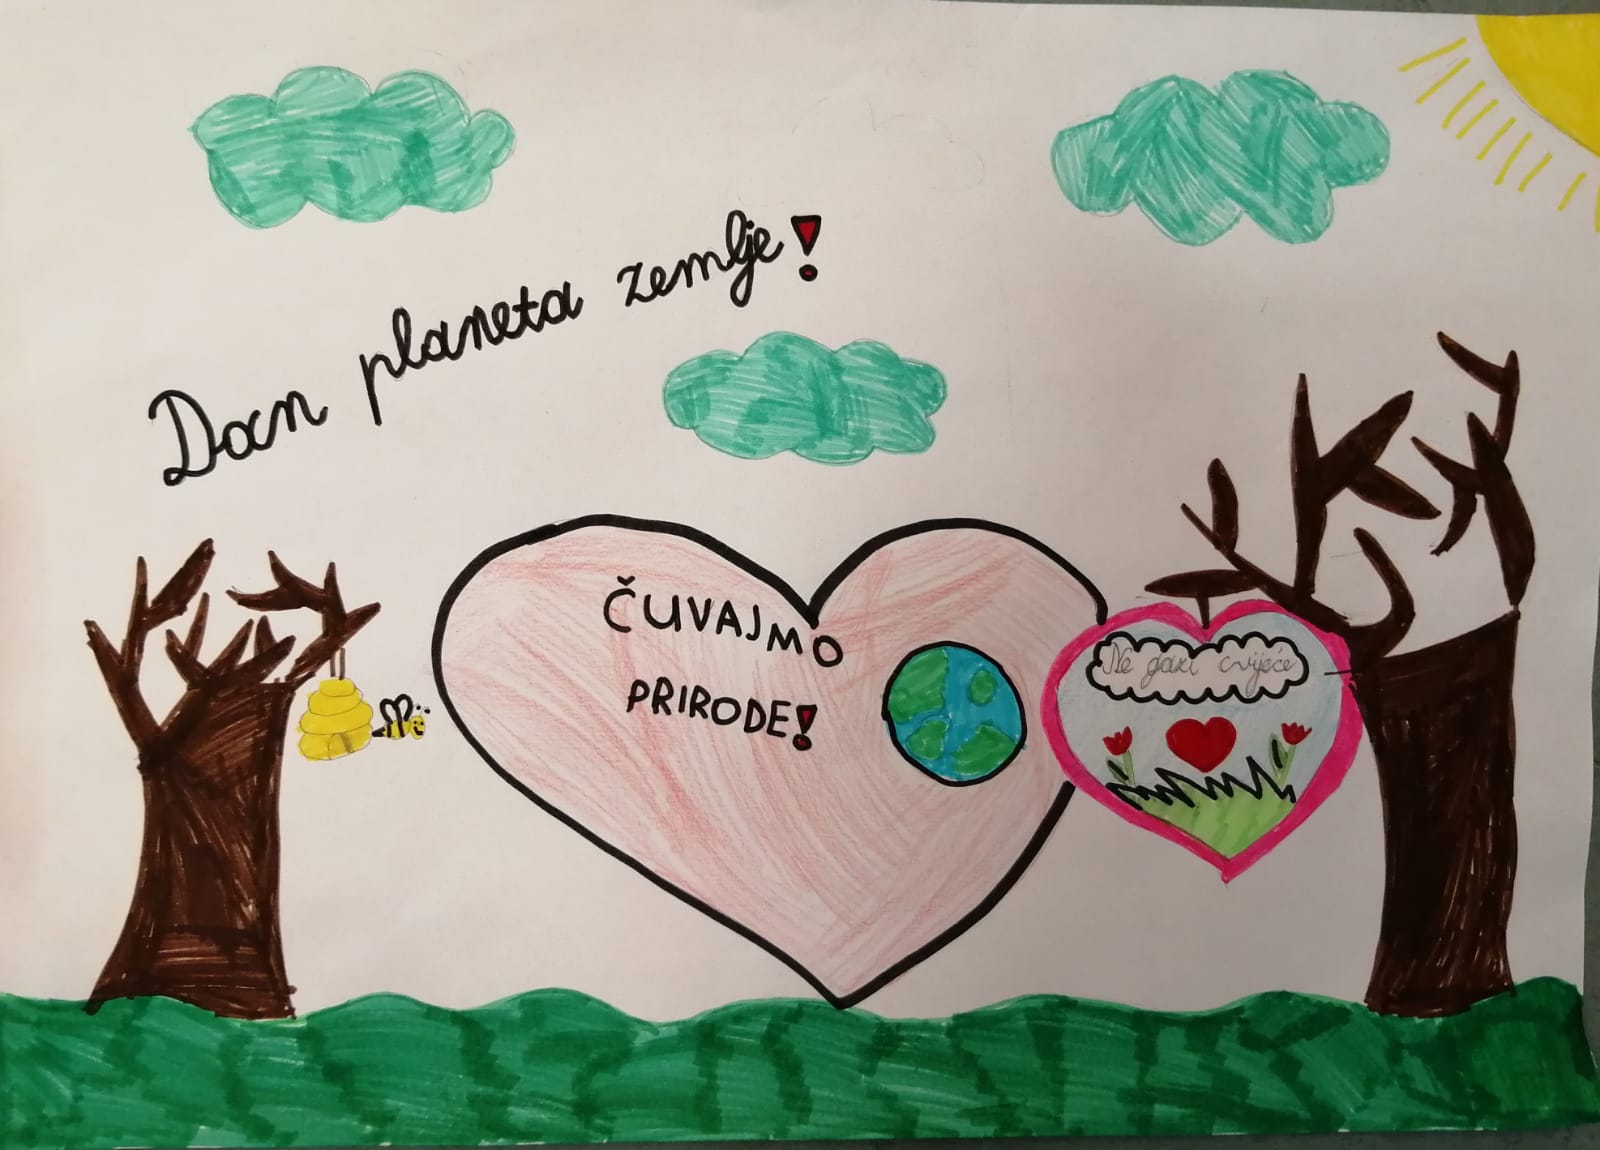 Dan planeta zemlje!
ČUVAJMO
PRIRODE!
Ne gazi cvijeće